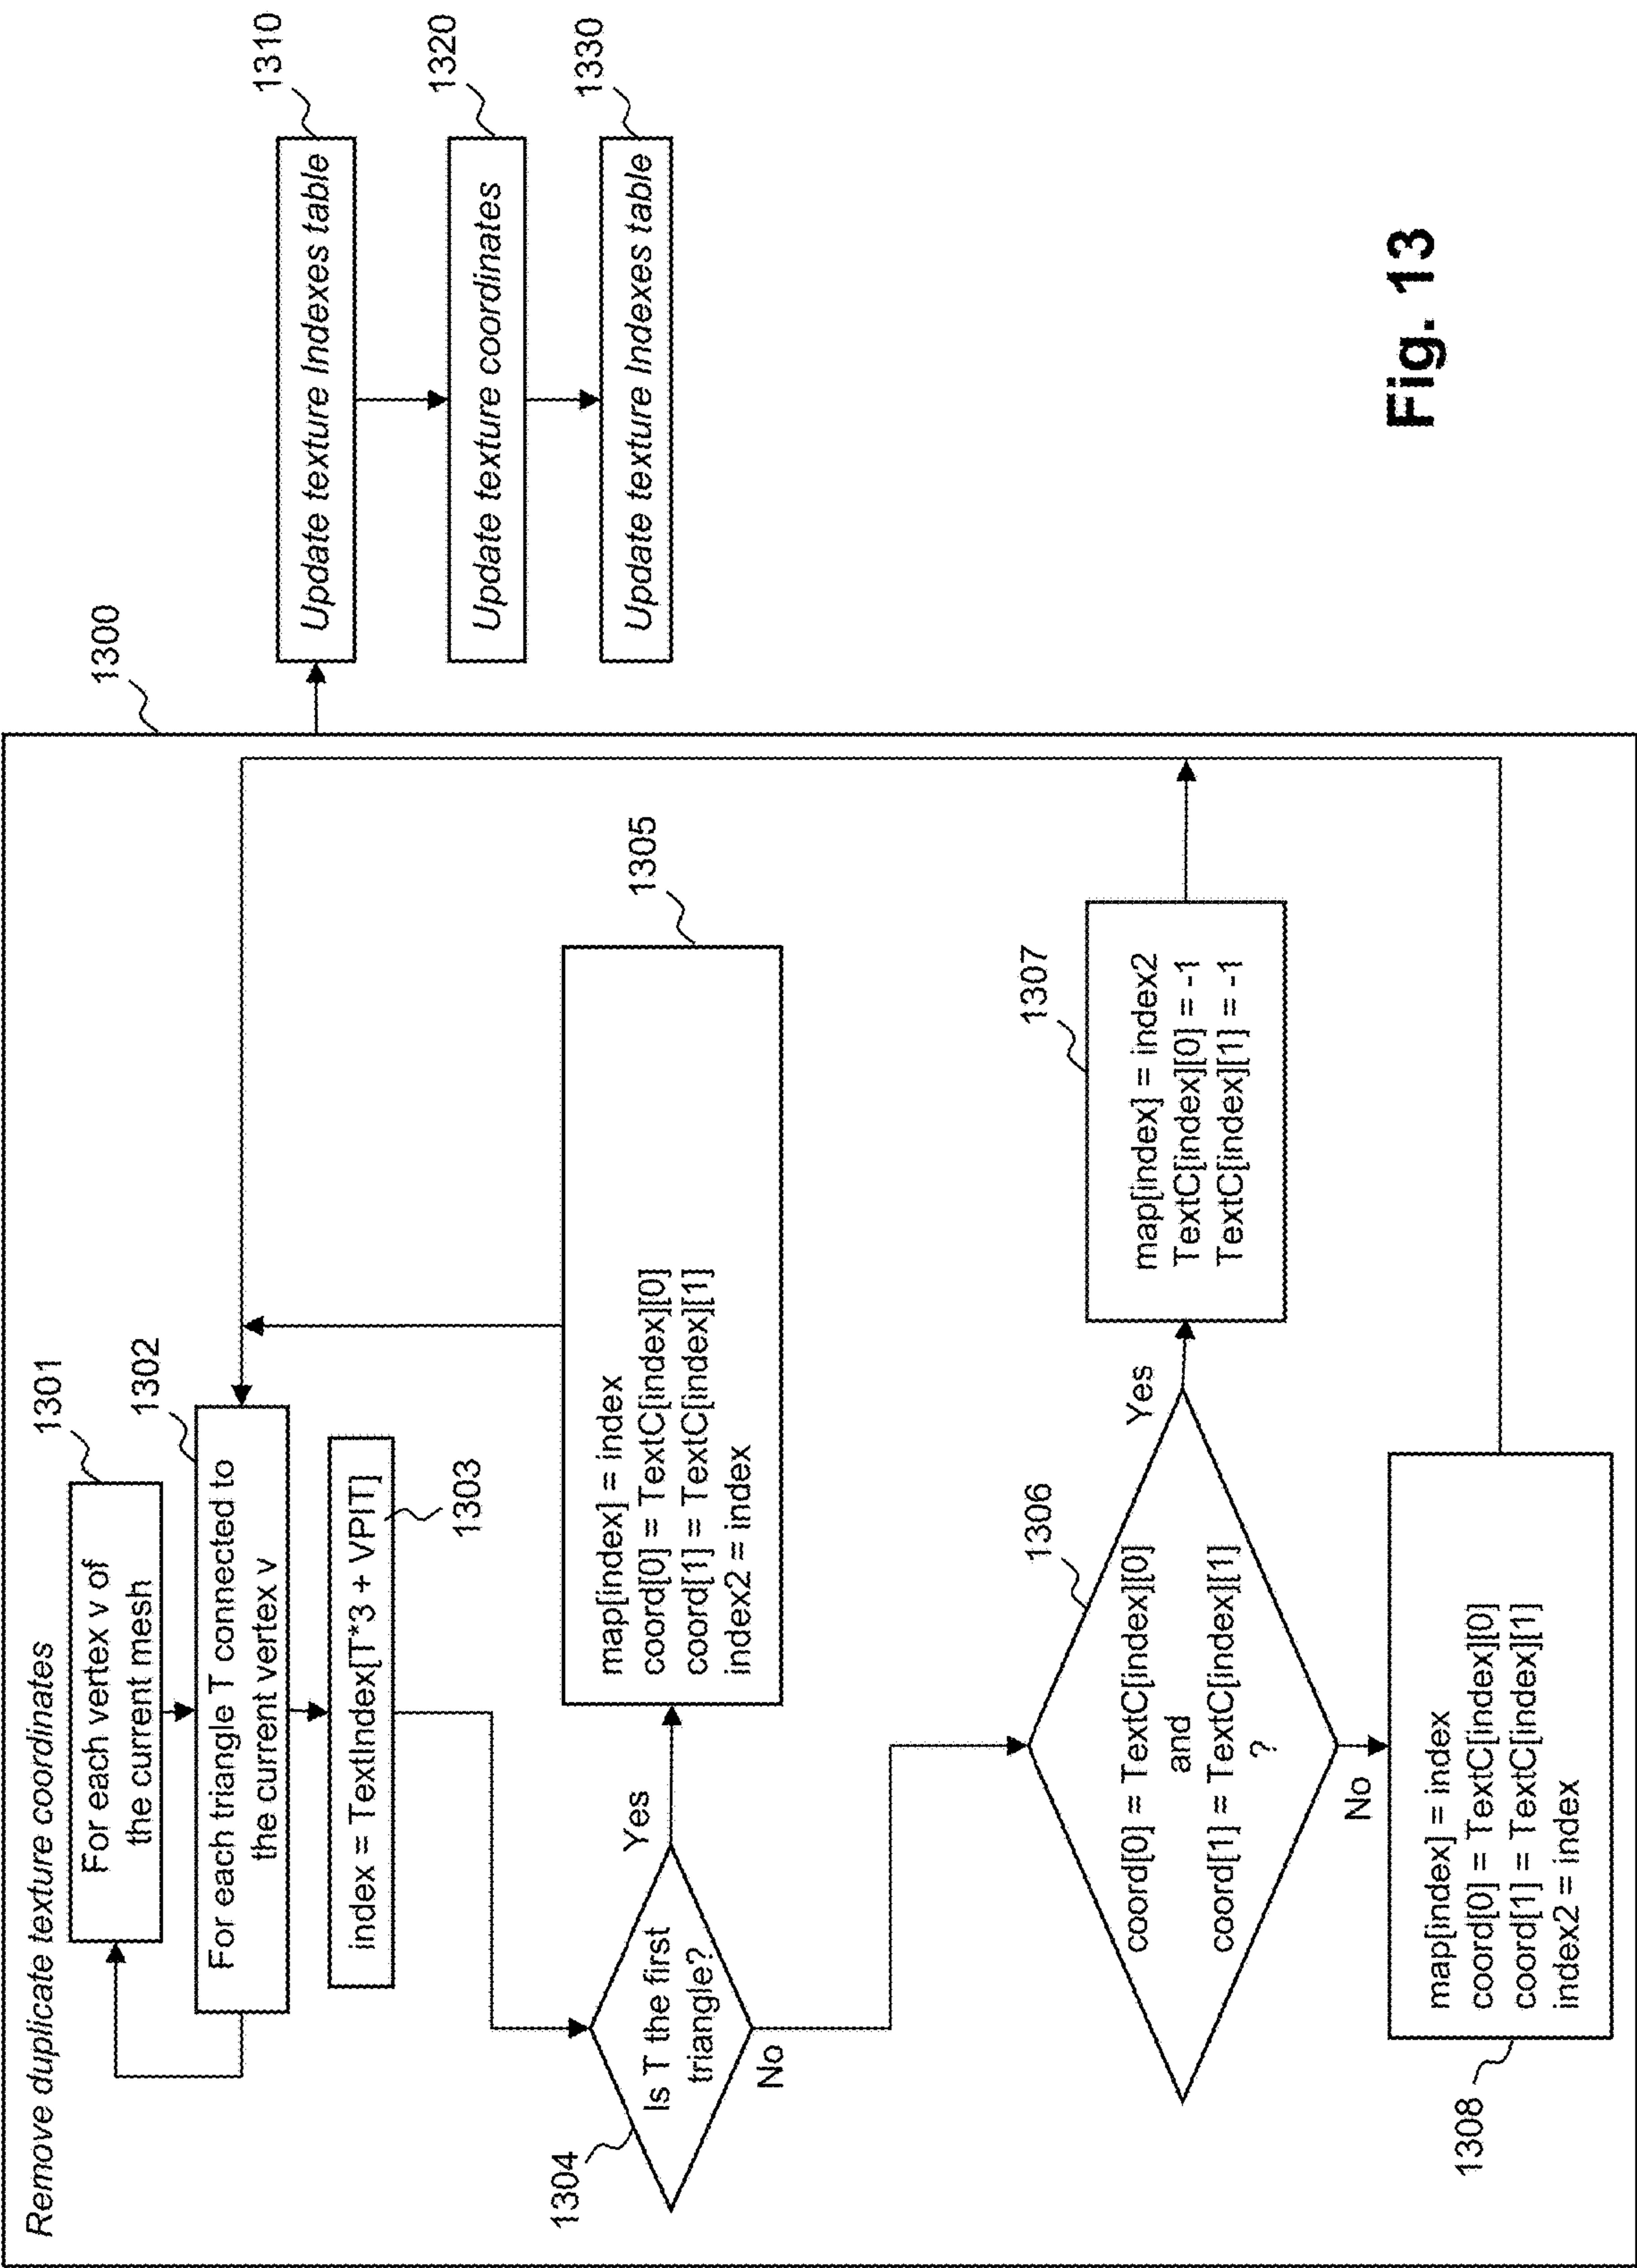 Remove duplicate texture coordinates
1300
1301
For each vertex v of
the current mesh
1302
For each triangle T connected to
the current vertex v
index = TextIndex[T*3 + VPIT]
1303
1304
Is T the first
triangle?
Yes
No
1305
map[index] = index
coord[0] = TextC[index][0]
coord[1] = TextC[index][1]
index2 = index
1306
coord[0] = TextC[index][0]
and
coord[1] = TextC[index][1]
?
Yes
No
1307
map[index] = index2
TextC[index][0] = -1
TextC[index][1] = -1
1308
map[index] = index
coord[0] = TextC[index][0]
coord[1] = TextC[index][1]
index2 = index
1310
Update texture Indexes table
1320
Update texture coordinates
1330
Update texture Indexes table
Fig. 13